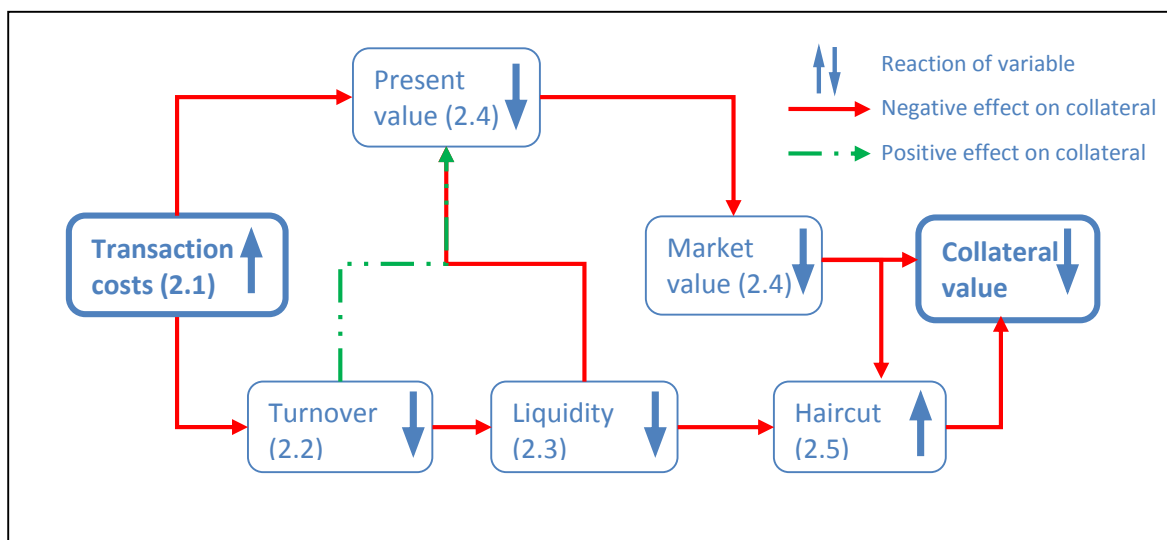 Present
value (2.4)
Reaction of variable
Negative effect on collateral
Positive effect on collateral
Transaction
costs (2.1)
Market
value (2.4)
Collateral
value
Turnover
(2.2)
Liquidity
(2.3)
Haircut
(2.5)